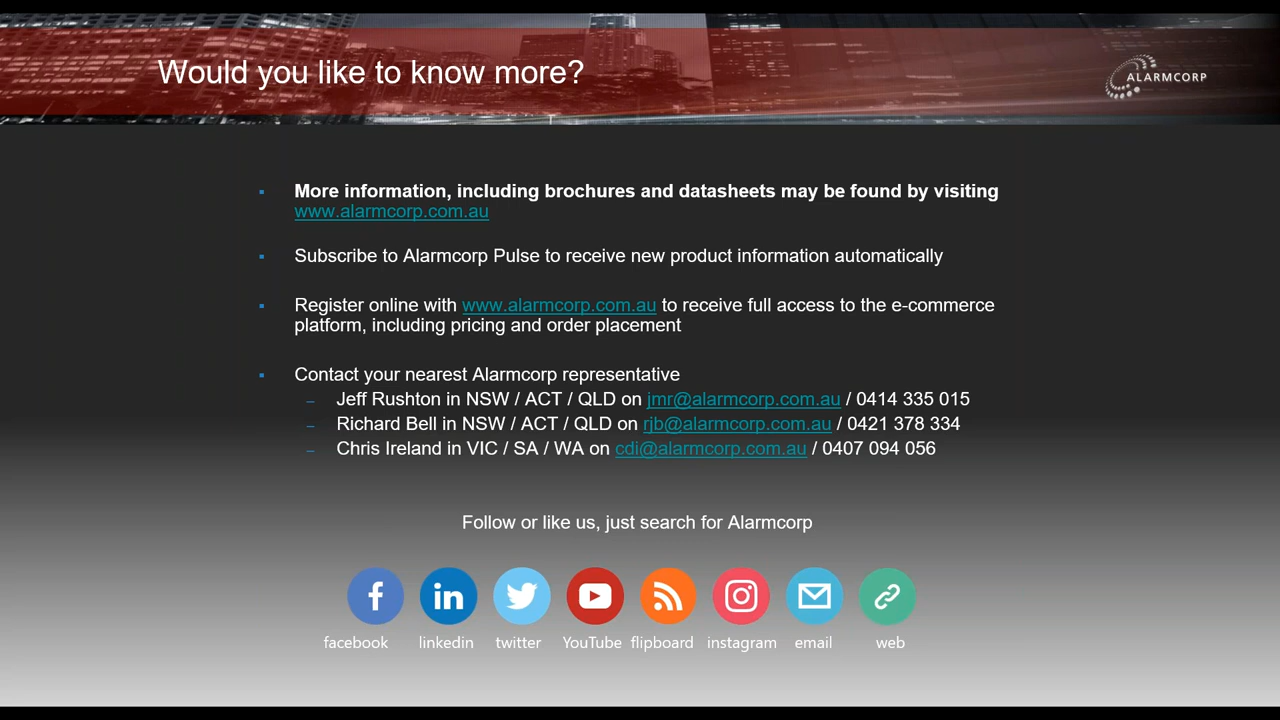 Would you like to know more?
ALARMCORP
More information, including brochures and datasheets may be found by visiting
www.alarmcorp.com.au
Subscribe to Alarmcorp Pulse to receive new product information automatically
Register online with www.alarmcorp.com.au to receive full access to the e-commerce
platform, including pricing and order placement
Contact your nearest Alarmcorp representative
Jeff Rushton in NSW / ACT / QLD on jmr@alarmcorp.com.au / 0414 335 015
Richard Bell in NSW / ACT / QLD on rjb@alarmcorp.com.au / 0421 378 334
Chris Ireland in VIC / SA / WA on cdi@alarmcorp.com.au / 0407 094 056
Follow or like us, just search for Alarmcorp
facebook linkedin twitter YouTube flipboard instagram email web